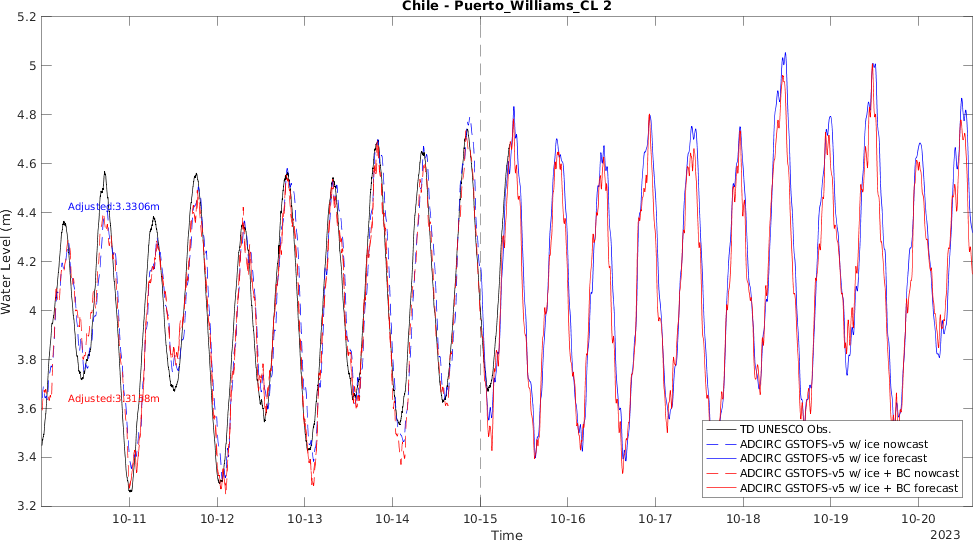 Chile - Puerto_Williams_CL 2
5.2
5
4.8
4.6
4.4
4.2
4
3.8
3.6
3.4
3.2
Water Level (m)
Adjusted:3.3306m
Adjusted:3.3188m
TD UNESCO Obs.
ADCIRC GSTOFS-v5 w/ ice nowcast
ADCIRC GSTOFS-v5 w/ ice forecast
ADCIRC GSTOFS-v5 w/ ice + BC nowcast
ADCIRC GSTOFS-v5 w/ ice + BC forecast
10-11 10-12 10-13 10-14 10-15 10-16 10-17 10-18 10-19 10-20
Time
2023